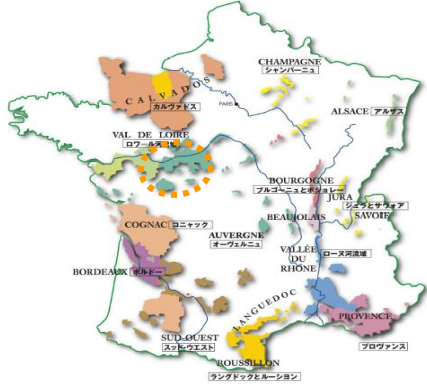 CHAMPAGNE
シャンパーニュ
CALVADOS
カルヴァドス
PARIS
ALSACE アルザス
VAL DE LOIRE
BOURGOGNE
ブルゴーニュとボジョレー
JURA
ジュラとサヴォア
SAVOIE
BEAUJOLAIS
COGNAC コニャック
AUVERGNE
オーヴェルニュ
VALLÉE
DU
RHÔNE
ローヌ河流域
BORDEAUX ボルドー
LANGUEDOC
PROVENCE
プロヴァンス
SUD-OUEST
スッド・ウエスト
ROUSSILLON
ラングドックとルーション